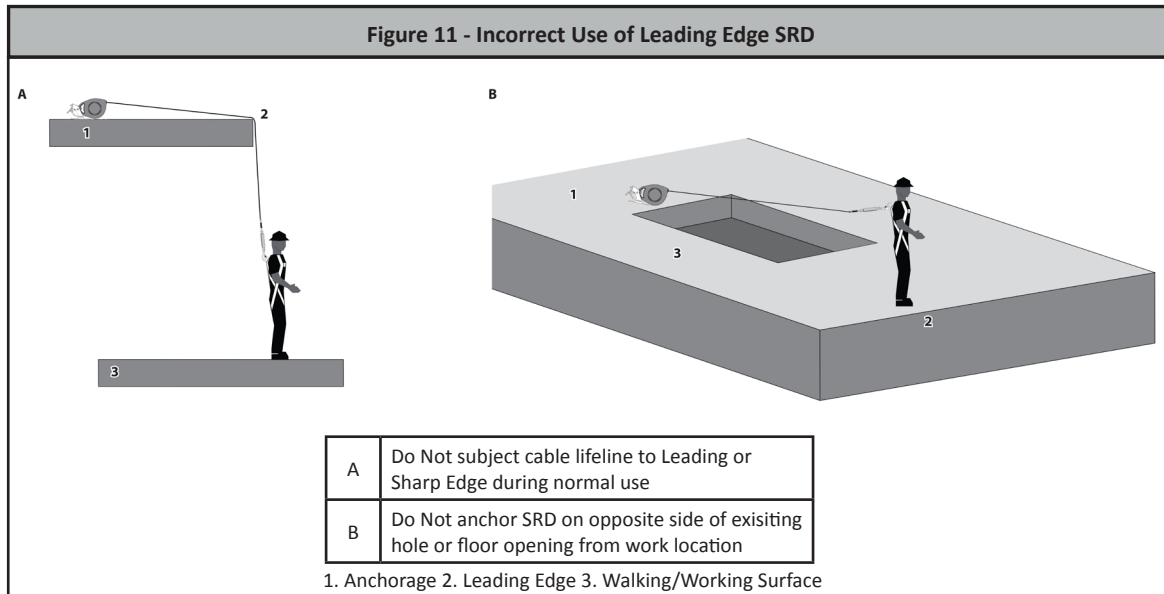 Figure 11 - Incorrect Use of Leading Edge SRD
A
1
2
3
B
1
3
2
A
Do Not subject cable lifeline to Leading or
Sharp Edge during normal use
B
Do Not anchor SRD on opposite side of exisiting
hole or floor opening from work location
1. Anchorage 2. Leading Edge 3. Walking/Working Surface